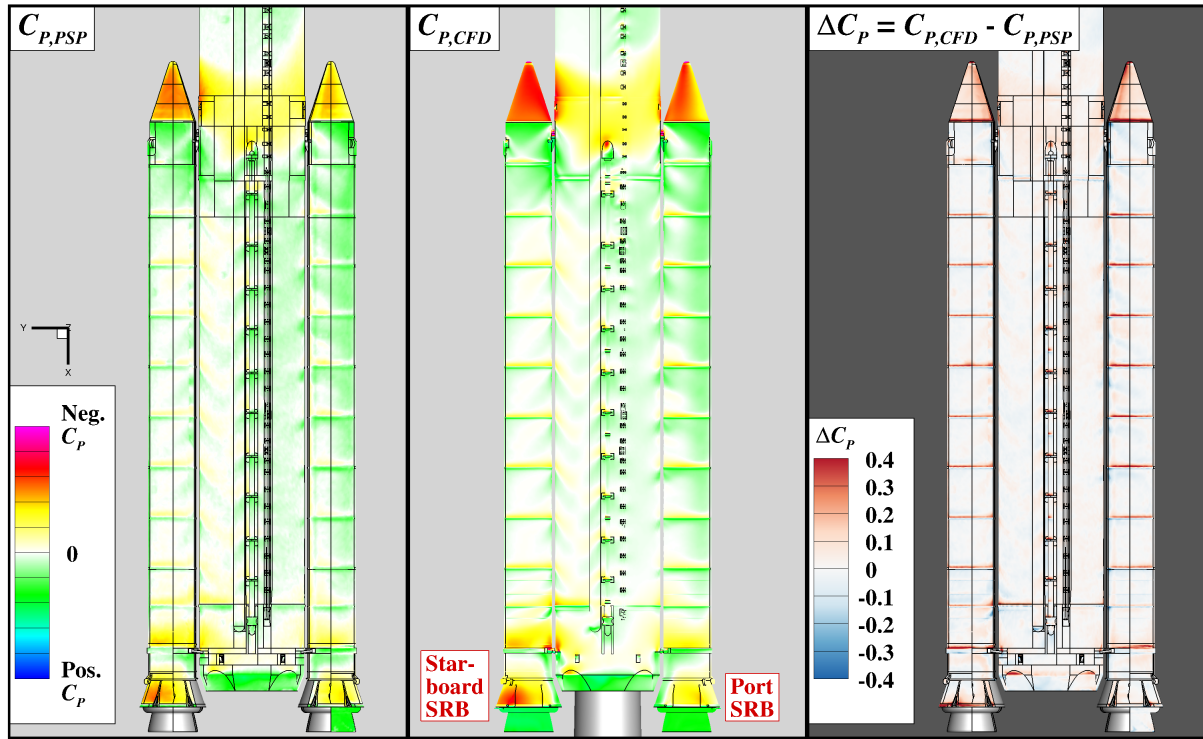 C_P,PSP
C_P,CFD
ΔC_P = C_P,CFD - C_P,PSP
Y
Z
X
Neg.
C_P
0
Pos.
C_P
Star-
board
SRB
Port
SRB
ΔC_P
0.4
0.3
0.2
0.1
0
-0.1
-0.2
-0.3
-0.4